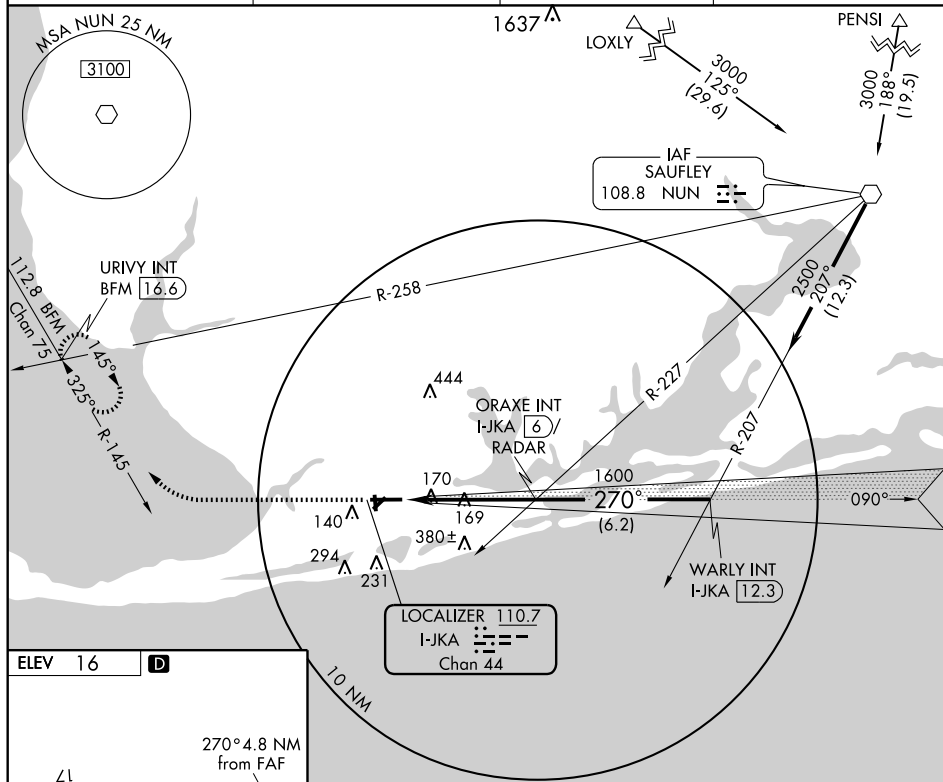 MSA NUN 25 NM
3100
1637
LOXLY
3000
125°
(29.6)
PENSI
3000
188°
(19.5)
IAF
SAUFLEY
108.8 NUN
2500
207°
(12.3)
URIVY INT
BFM 16.6
112.8 BFM
Chan 75
145°
325°
R-145
R-258
R-227
R-207
444
ORAXE INT
I-JKA 6/
RADAR
170
1600
270°
(6.2)
090°
140
169
380±
294
231
WARLY INT
I-JKA 12.3
LOCALIZER 110.7
I-JKA
Chan 44
10 NM
ELEV 16 D
270° 4.8 NM
from FAF
17